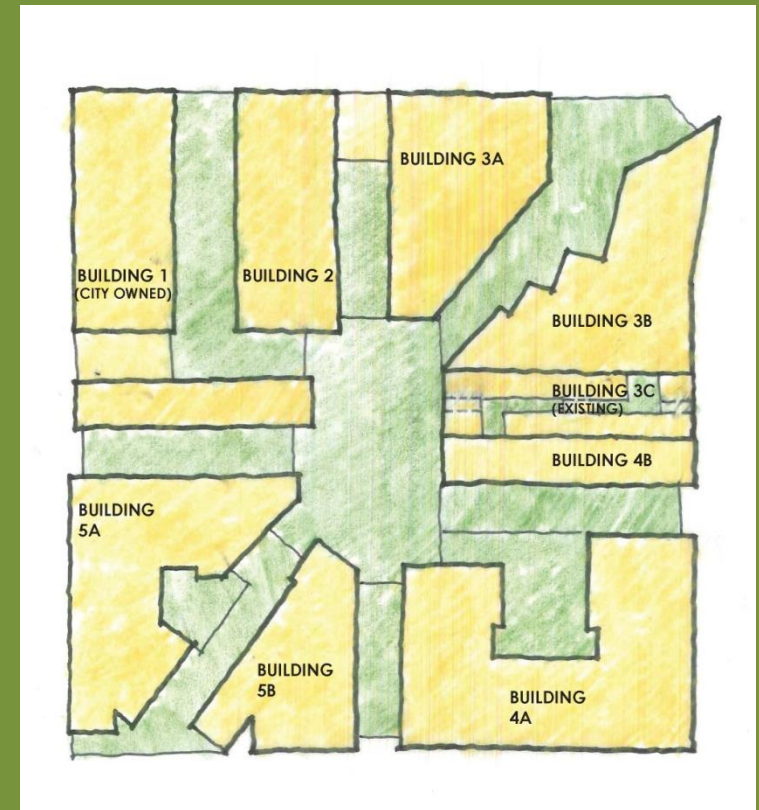 BUILDING 3A
BUILDING 1
(CITY OWNED)
BUILDING 2
BUILDING 3B
BUILDING 3C
(EXISTING)
BUILDING 4B
BUILDING
5A
BUILDING
5B
BUILDING
4A